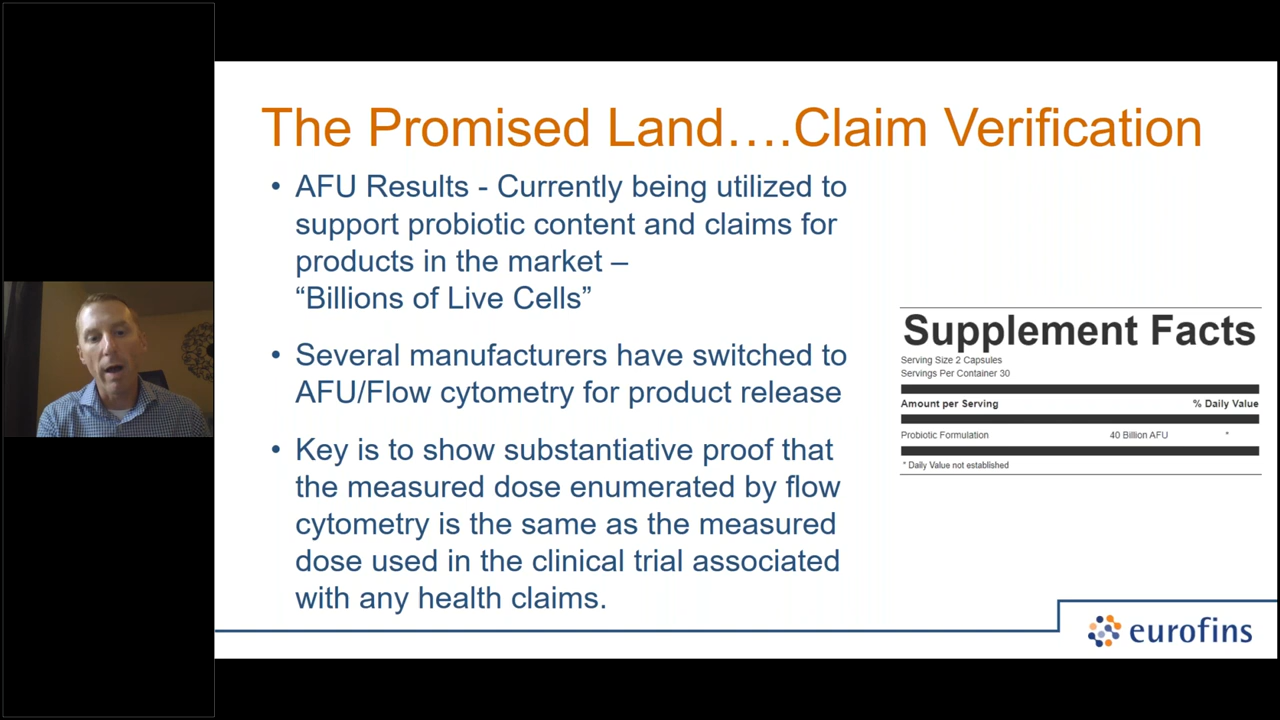 The Promised Land….Claim Verification
• AFU Results - Currently being utilized to
support probiotic content and claims for
products in the market –
“Billions of Live Cells”
• Several manufacturers have switched to
AFU/Flow cytometry for product release
• Key is to show substantiative proof that
the measured dose enumerated by flow
cytometry is the same as the measured
dose used in the clinical trial associated
with any health claims.
Supplement Facts
Serving Size 2 Capsules
Servings Per Container 30
Amount per Serving % Daily Value
Probiotic Formulation 40 Billion AFU *
* Daily Value not established
eurofins